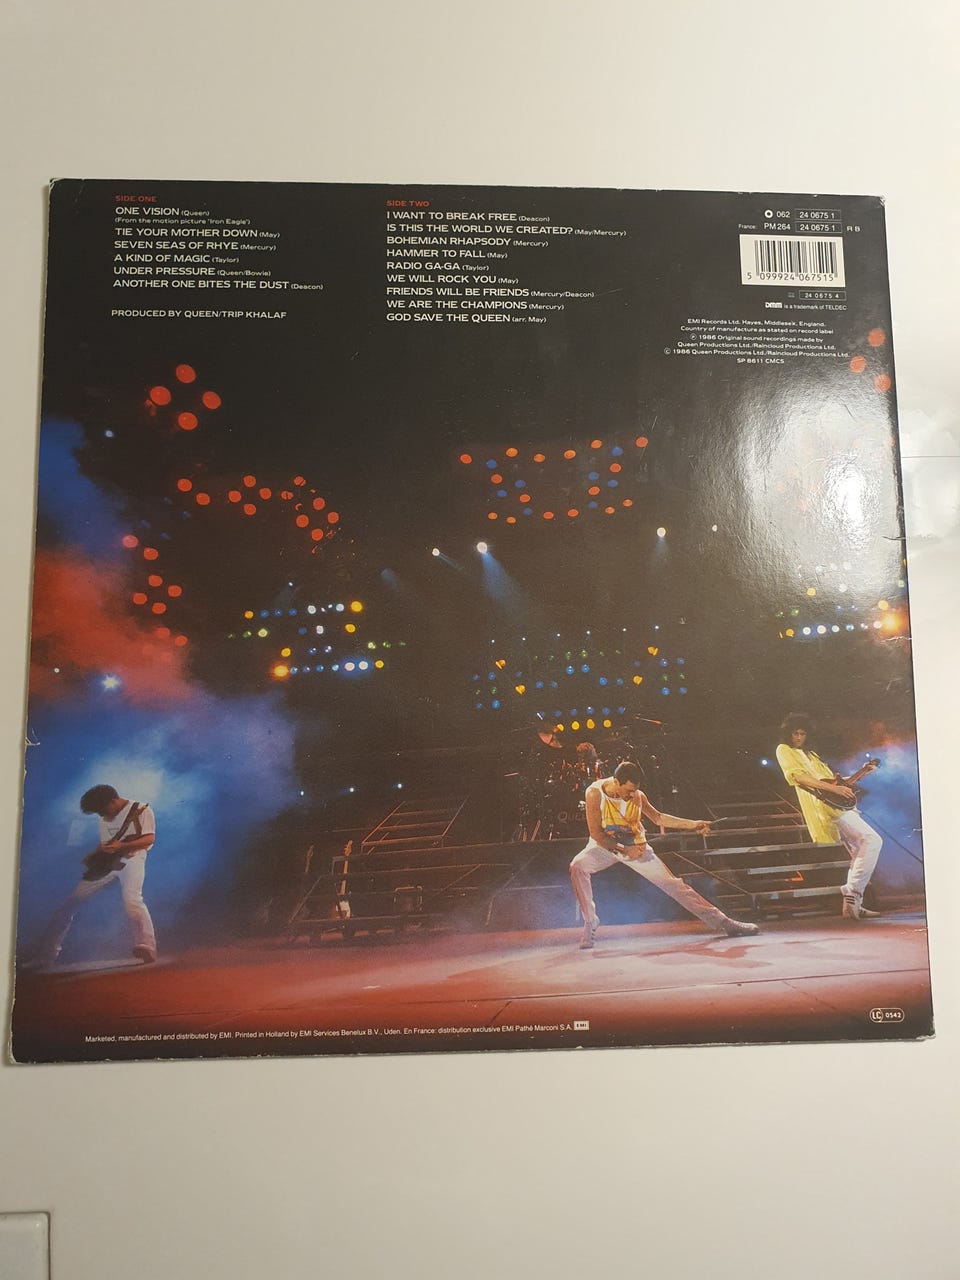 SIDE ONE
ONE VISION (Queen)
(From the motion picture 'Iron Eagle')
TIE YOUR MOTHER DOWN (May)
SEVEN SEAS OF RHYE (Mercury)
A KIND OF MAGIC (Taylor)
UNDER PRESSURE (Queen/Bowie)
ANOTHER ONE BITES THE DUST (Deacon)
PRODUCED BY QUEEN/TRIP KHALAF
SIDE TWO
I WANT TO BREAK FREE (Deacon)
IS THIS THE WORLD WE CREATED? (May/Mercury)
BOHEMIAN RHAPSODY (Mercury)
HAMMER TO FALL (May)
RADIO GA-GA (Taylor)
WE WILL ROCK YOU (May)
FRIENDS WILL BE FRIENDS (Mercury/Deacon)
WE ARE THE CHAMPIONS (Mercury)
GOD SAVE THE QUEEN (arr. May)
062 24 0675 1
France: PM 264 24 0675 1 R B
5 099924 067515
24 0675 4
DMM is a trademark of TELDEC
EMI Records Ltd. Hayes, Middlesex, England.
Country of manufacture as stated on record label
℗ 1986 Original sound recordings made by
Queen Productions Ltd./Raincloud Productions Ltd.
© 1986 Queen Productions Ltd./Raincloud Productions Ltd.
SP 8611 CMCS
QUEEN
Marketed, manufactured and distributed by EMI. Printed in Holland by EMI Services Benelux B.V., Uden. En France: distribution exclusive EMI Pathé Marconi S.A. EMI
LC 0542